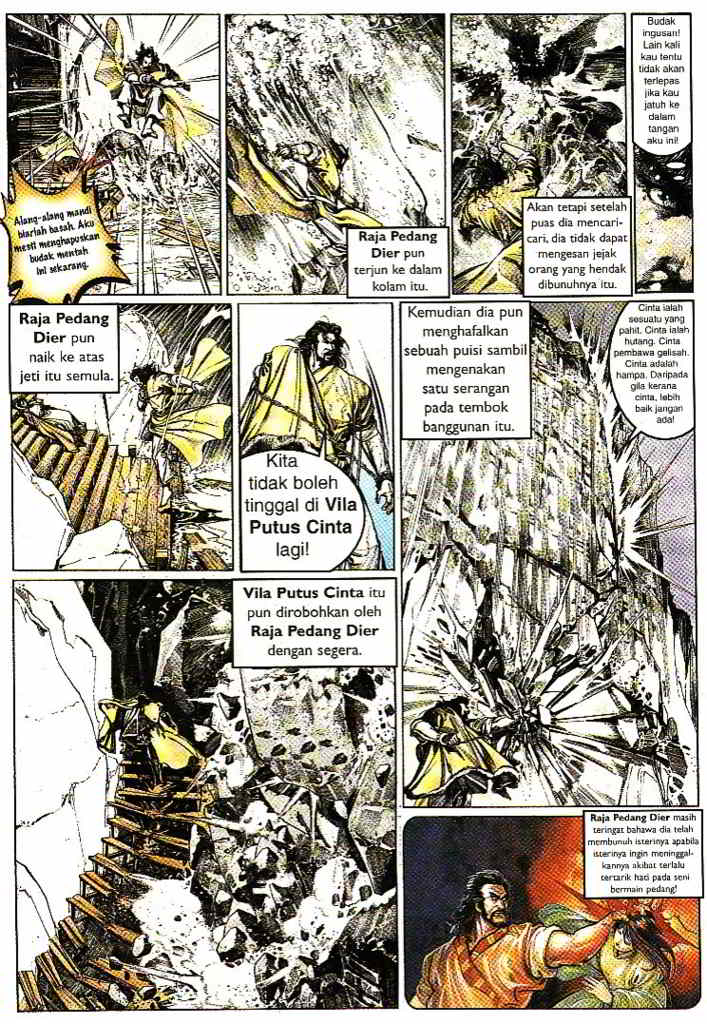 Alang-alang mandi
biarlah basah. Aku
mesti menghapuskan
budak mentah
ini sekarang.
Raja Pedang
Dier pun
terjun ke dalam
kolam itu.
Akan tetapi setelah
puas dia mencari-
cari, dia tidak dapat
mengesan jejak
orang yang hendak
dibunuhnya itu.
Budak
ingusan!
Lain kali
kau tentu
tidak akan
terlepas
jika kau
jatuh ke
dalam
tangan
aku ini!
Raja Pedang
Dier pun
naik ke atas
jeti itu semula.
Kita
tidak boleh
tinggal di Vila
Putus Cinta
lagi!
Kemudian dia pun
menghafalkan
sebuah puisi sambil
mengenakan
satu serangan
pada tembok
banggunan itu.
Cinta ialah
sesuatu yang
pahit. Cinta ialah
hutang. Cinta
pembawa gelisah.
Cinta adalah
hampa. Daripada
gila kerana
cinta, lebih
baik jangan
ada!
Vila Putus Cinta itu
pun dirobohkan oleh
Raja Pedang Dier
dengan segera.
Raja Pedang Dier masih
teringat bahawa dia telah
membunuh isterinya apabila
isterinya ingin meninggal-
kannya akibat terlalu
tertarik hati pada seni
bermain pedang!